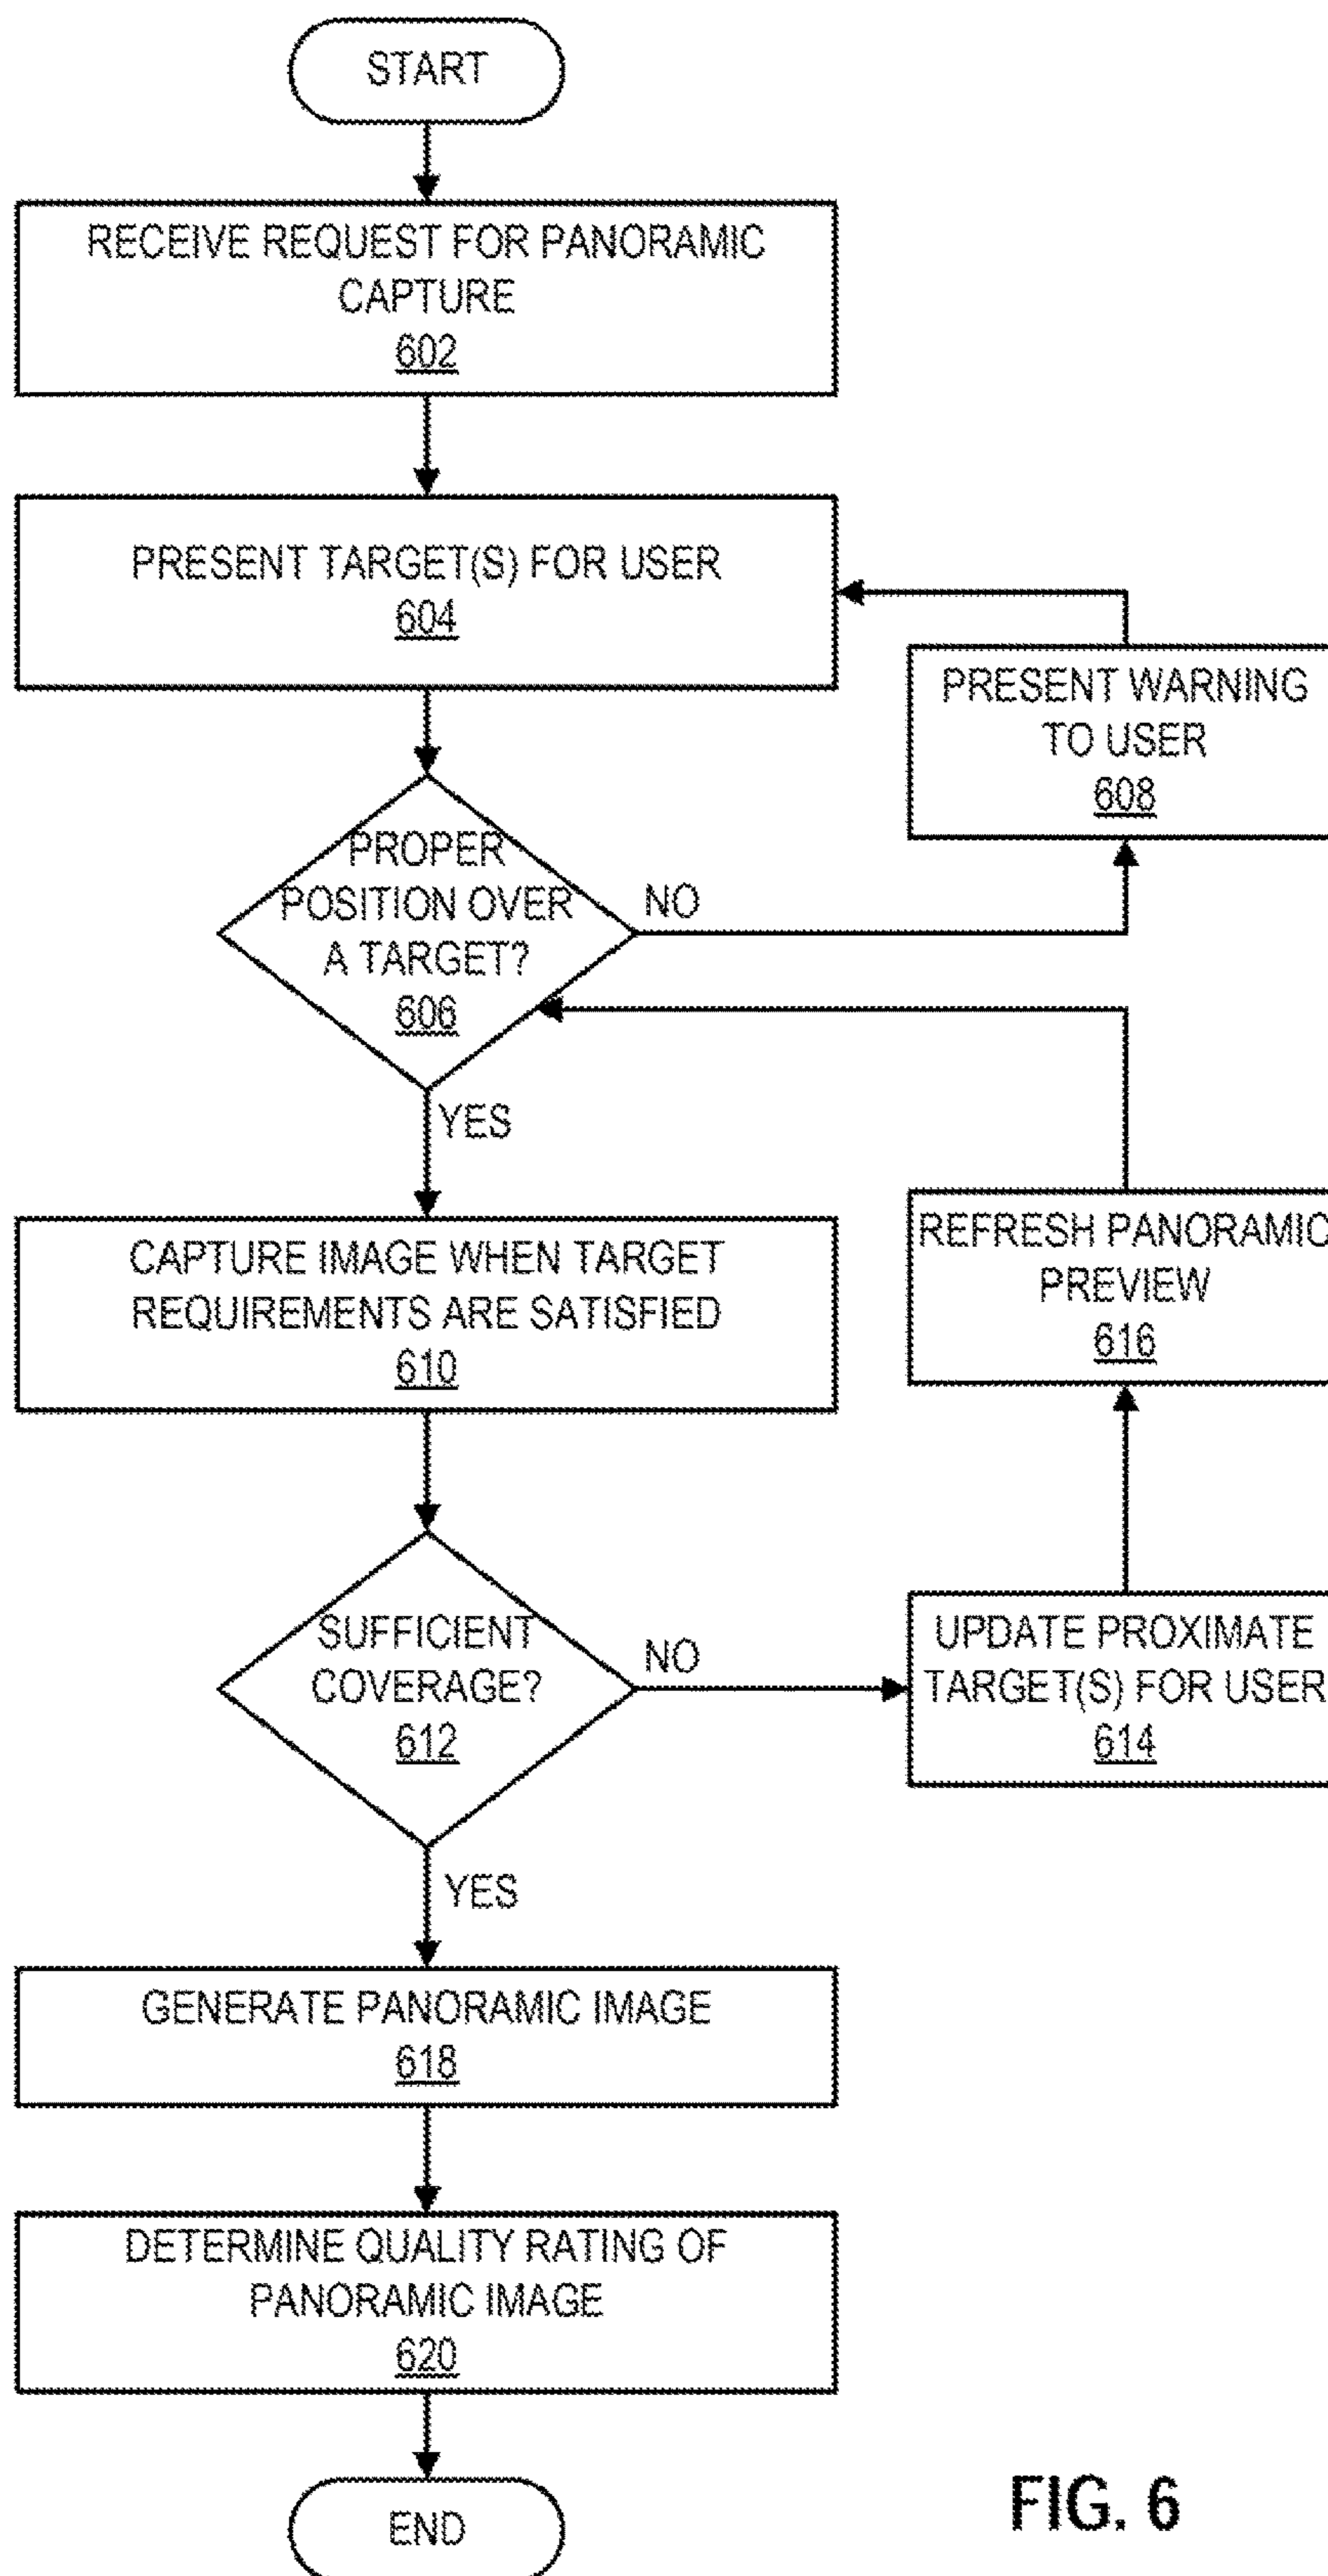 START
RECEIVE REQUEST FOR PANORAMIC
CAPTURE
602
PRESENT TARGET(S) FOR USER
604
PRESENT WARNING
TO USER
608
PROPER
POSITION OVER
A TARGET?
606
NO
YES
CAPTURE IMAGE WHEN TARGET
REQUIREMENTS ARE SATISFIED
610
REFRESH PANORAMIC
PREVIEW
616
SUFFICIENT
COVERAGE?
612
NO
UPDATE PROXIMATE
TARGET(S) FOR USER
614
YES
GENERATE PANORAMIC IMAGE
618
DETERMINE QUALITY RATING OF
PANORAMIC IMAGE
620
END
FIG. 6